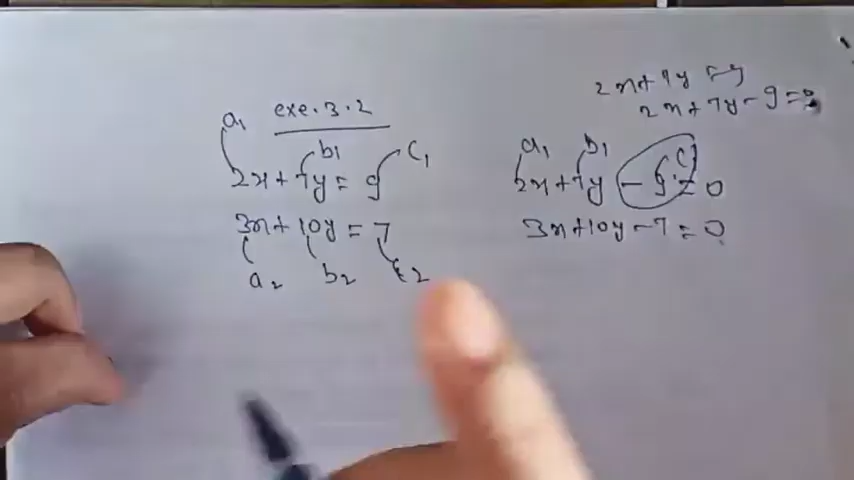 exe.3.2
a₁ b₁ c₁
2x+7y=9
3x+10y=7
a₂ b₂ c₂
2x+7y=9
2x+7y-9=0
a₁ b₁ c₁
2x+7y-9=0
3x+10y-7=0